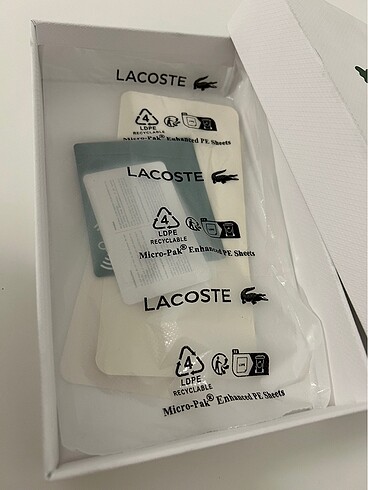 LACOSTE
4
LDPE
RECYCLABLE
Micro-Pak® Enhanced PE Sheets
LACOSTE
4
LDPE
RECYCLABLE
Micro-Pak® Enhanced PE Sheets
LACOSTE
4
LDPE
RECYCLABLE
Micro-Pak® Enhanced PE Sheets